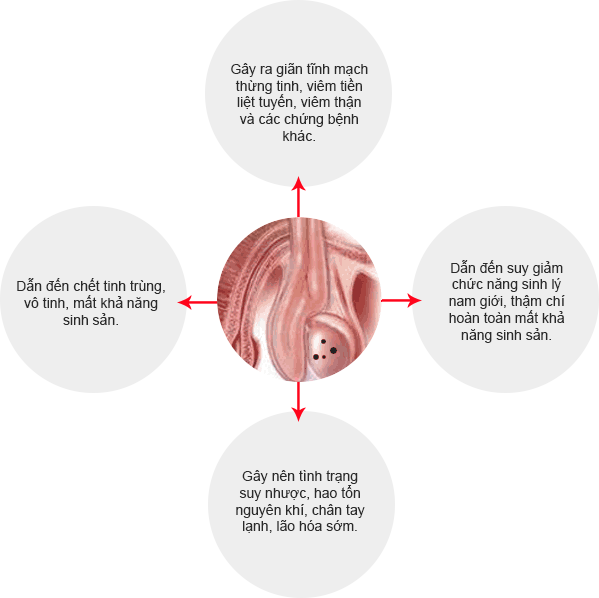 Gây ra giãn tĩnh mạch
thừng tinh, viêm tiền
liệt tuyến, viêm thận
và các chứng bệnh
khác.
Dẫn đến chết tinh trùng,
vô tinh, mất khả năng
sinh sản.
Dẫn đến suy giảm
chức năng sinh lý
nam giới, thậm chí
hoàn toàn mất khả
năng sinh sản.
Gây nên tình trạng
suy nhược, hao tổn
nguyên khí, chân tay
lạnh, lão hóa sớm.